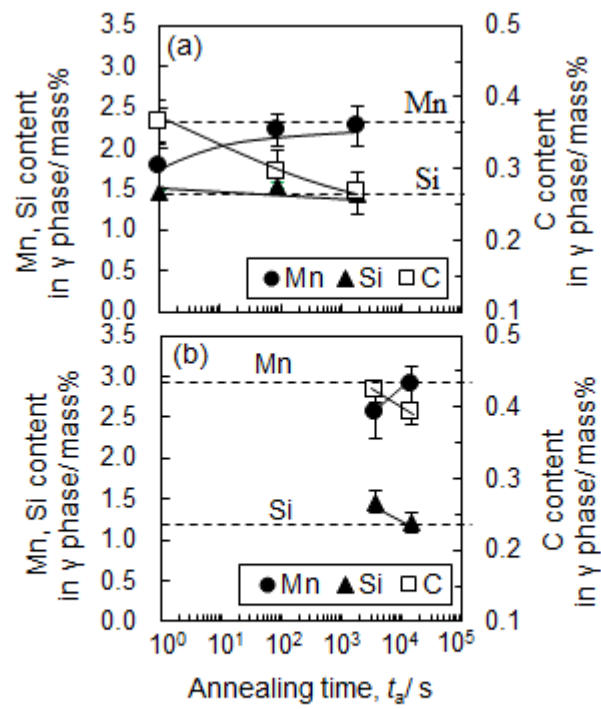 (a)
3.5
3.0
2.5
2.0
1.5
1.0
0.5
0.0
Mn, Si content
in γ phase/mass%
0.5
0.4
0.3
0.2
0.1
C content
in γ phase/mass%
Mn
Si
Mn Si C
(b)
3.5
3.0
2.5
2.0
1.5
1.0
0.5
0.0
Mn, Si content
in γ phase/mass%
0.5
0.4
0.3
0.2
0.1
C content
in γ phase/mass%
Mn
Si
Mn Si C
10⁰ 10¹ 10² 10³ 10⁴ 10⁵
Annealing time, tₐ/ s